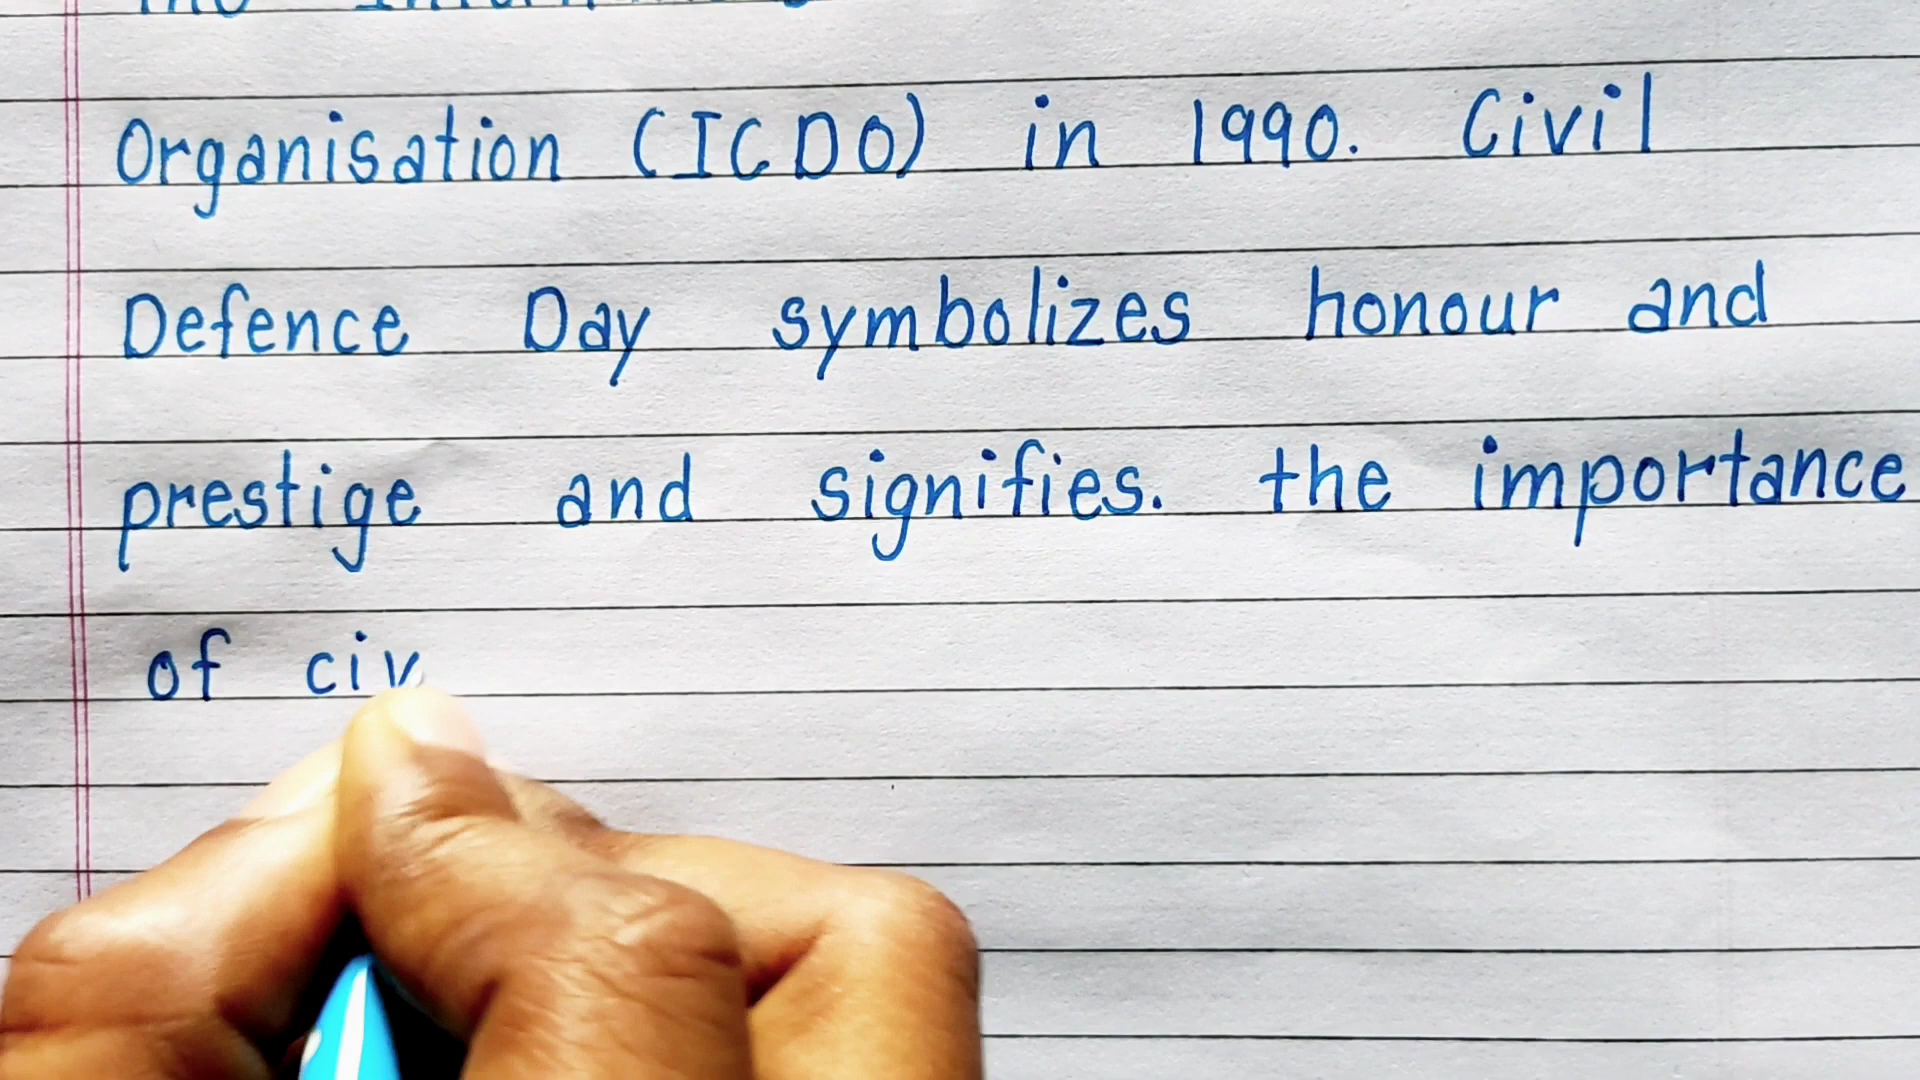 Organisation (ICDO) in 1990. Civil
Defence Day symbolizes honour and
prestige and signifies. the importance
of civ